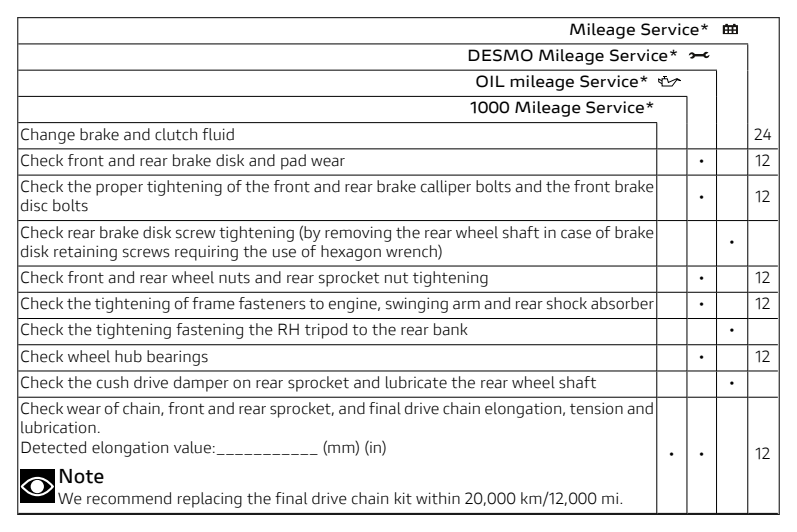 Mileage Service*
DESMO Mileage Service*
OIL mileage Service*
1000 Mileage Service*
Change brake and clutch fluid 24
Check front and rear brake disk and pad wear • 12
Check the proper tightening of the front and rear brake calliper bolts and the front brake
disc bolts • 12
Check rear brake disk screw tightening (by removing the rear wheel shaft in case of brake
disk retaining screws requiring the use of hexagon wrench) •
Check front and rear wheel nuts and rear sprocket nut tightening • 12
Check the tightening of frame fasteners to engine, swinging arm and rear shock absorber • 12
Check the tightening fastening the RH tripod to the rear bank •
Check wheel hub bearings • 12
Check the cush drive damper on rear sprocket and lubricate the rear wheel shaft •
Check wear of chain, front and rear sprocket, and final drive chain elongation, tension and
lubrication.
Detected elongation value:___________ (mm) (in) • • 12
Note
We recommend replacing the final drive chain kit within 20,000 km/12,000 mi.